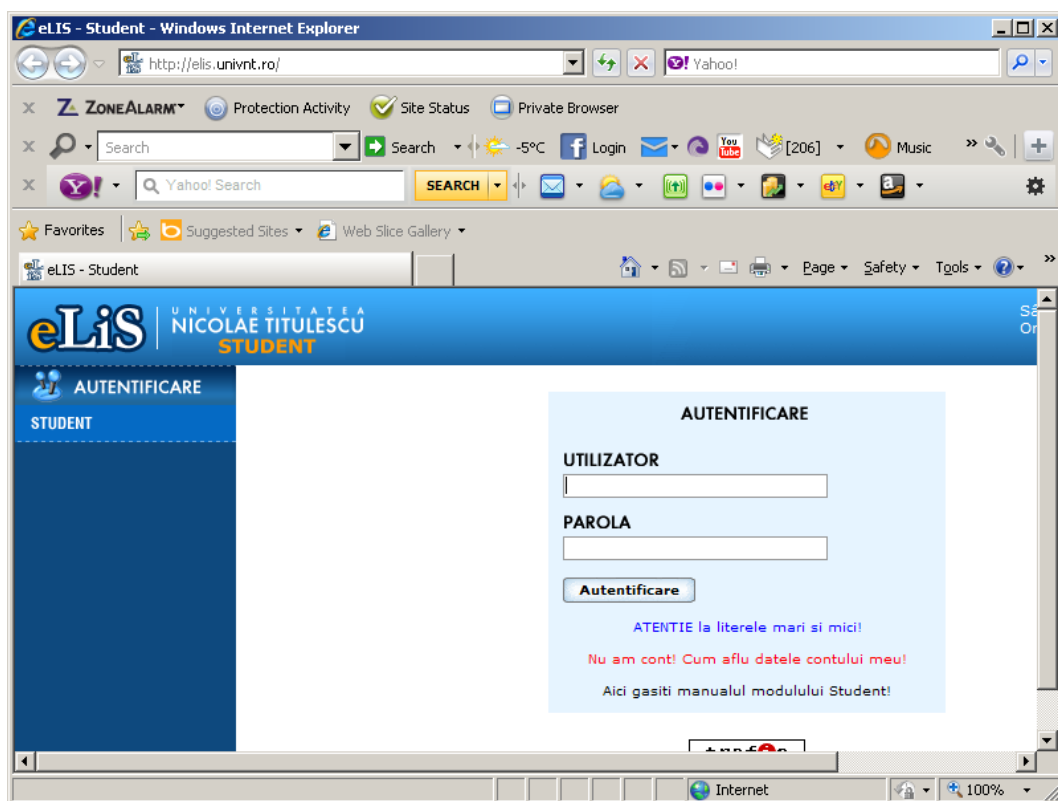 eLIS - Student - Windows Internet Explorer
http://elis.univnt.ro/
Yahoo!
ZONEALARM Protection Activity Site Status Private Browser
Search Search -5°C Login You Tube [206] Music »
Y! Yahoo! Search SEARCH eBY a
Favorites Suggested Sites Web Slice Gallery
eLIS - Student Page Safety Tools »
eLiS UNIVERSITATEA
NICOLAE TITULESCU
STUDENT
AUTENTIFICARE
STUDENT
AUTENTIFICARE
UTILIZATOR
PAROLA
Autentificare
ATENTIE la literele mari si mici!
Nu am cont! Cum aflu datele contului meu!
Aici gasiti manualul modulului Student!
Internet 100%